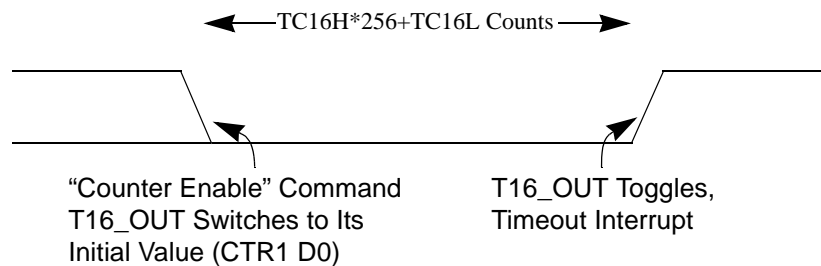 TC16H*256+TC16L Counts
“Counter Enable” Command
T16_OUT Switches to Its
Initial Value (CTR1 D0)
T16_OUT Toggles,
Timeout Interrupt